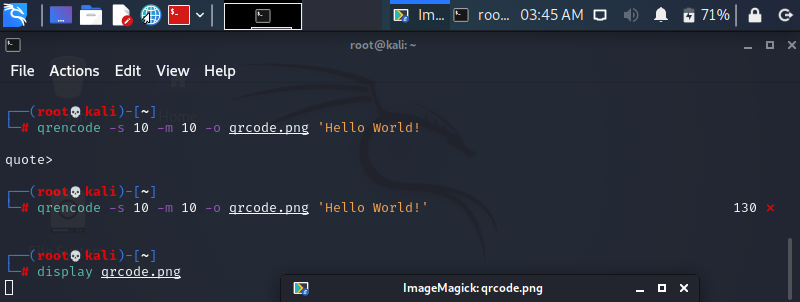 Im... roo... 03:45 AM 71%
root@kali: ~
File Actions Edit View Help
┌──(root💀kali)-[~]
└─# qrencode -s 10 -m 10 -o qrcode.png 'Hello World!
quote>
┌──(root💀kali)-[~]
└─# qrencode -s 10 -m 10 -o qrcode.png 'Hello World!' 130 ⨯
┌──(root💀kali)-[~]
└─# display qrcode.png
ImageMagick: qrcode.png